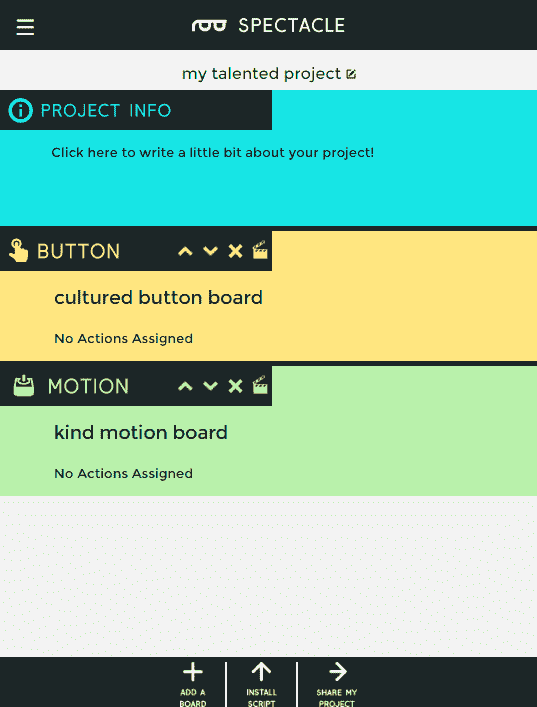 SPECTACLE
my talented project
PROJECT INFO
Click here to write a little bit about your project!
BUTTON
cultured button board
No Actions Assigned
MOTION
kind motion board
No Actions Assigned
ADD A
BOARD
INSTALL
SCRIPT
SHARE MY
PROJECT